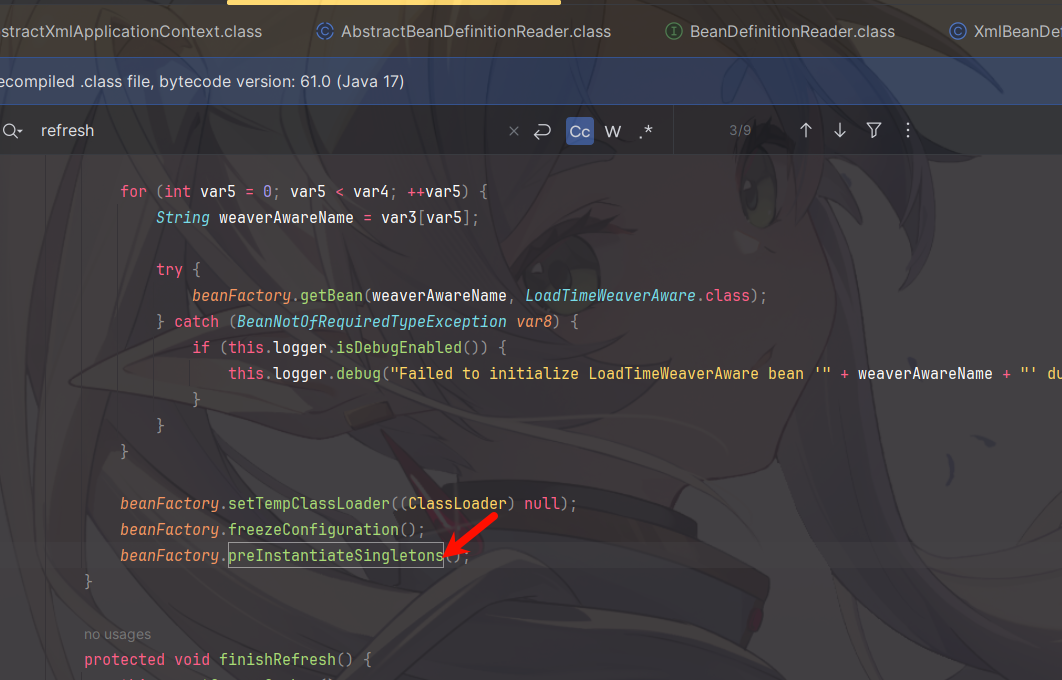 stractXmlApplicationContext.class AbstractBeanDefinitionReader.class BeanDefinitionReader.class XmlBeanDef
ecompiled .class file, bytecode version: 61.0 (Java 17)
refresh Cc W .* 3/9
for (int var5 = 0; var5 < var4; ++var5) {
String weaverAwareName = var3[var5];
try {
beanFactory.getBean(weaverAwareName, LoadTimeWeaverAware.class);
} catch (BeanNotOfRequiredTypeException var8) {
if (this.logger.isDebugEnabled()) {
this.logger.debug("Failed to initialize LoadTimeWeaverAware bean '" + weaverAwareName + "' du
}
}
}
beanFactory.setTempClassLoader((ClassLoader) null);
beanFactory.freezeConfiguration();
beanFactory.preInstantiateSingletons();
}
no usages
protected void finishRefresh() {